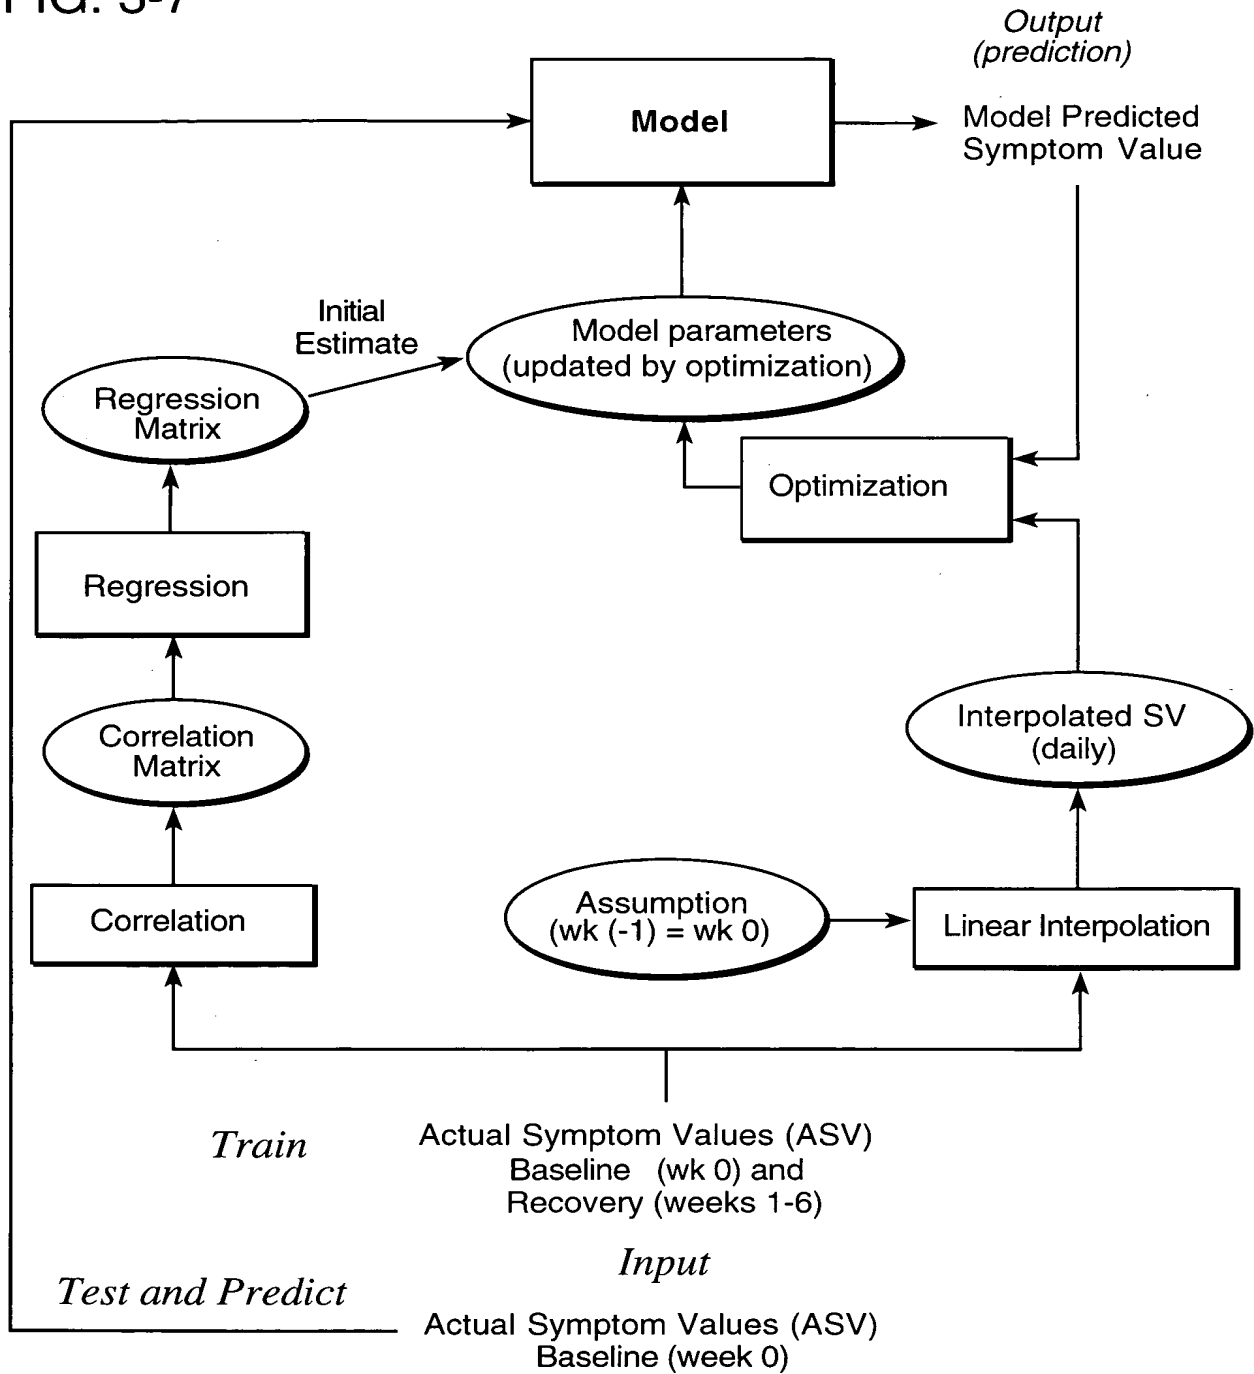 Output
(prediction)
Model
Model Predicted
Symptom Value
Initial
Estimate
Model parameters
(updated by optimization)
Regression
Matrix
Optimization
Regression
Interpolated SV
(daily)
Correlation
Matrix
Assumption
(wk (-1) = wk 0)
Correlation
Linear Interpolation
Train
Actual Symptom Values (ASV)
Baseline (wk 0) and
Recovery (weeks 1-6)
Input
Test and Predict
Actual Symptom Values (ASV)
Baseline (week 0)